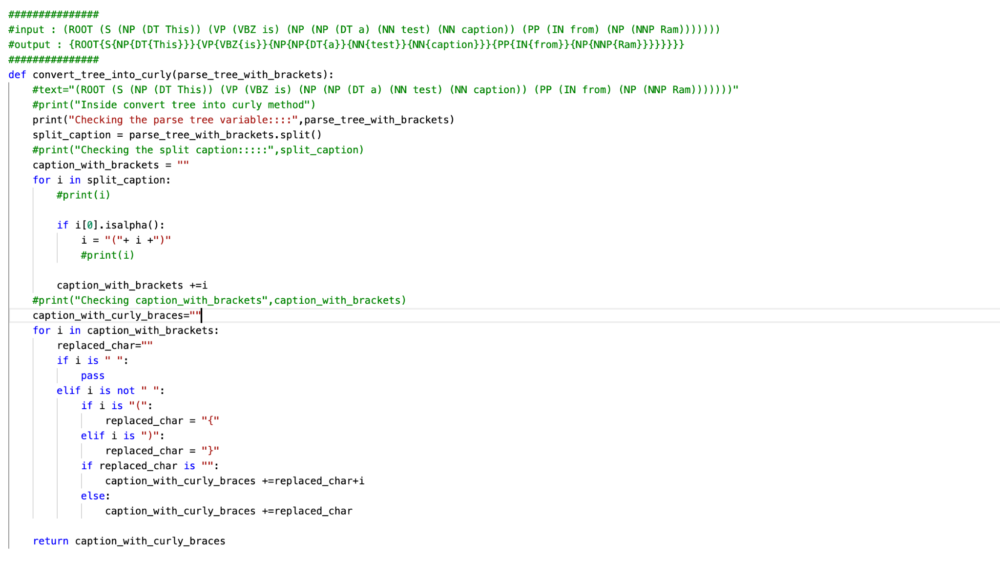 ###############
#input : (ROOT (S (NP (DT This)) (VP (VBZ is) (NP (NP (DT a) (NN test) (NN caption)) (PP (IN from) (NP (NNP Ram)))))))
#output : {ROOT{S{NP{DT{This}}}{VP{VBZ{is}}{NP{NP{DT{a}}{NN{test}}{NN{caption}}}{PP{IN{from}}{NP{NNP{Ram}}}}}}}}
###############
def convert_tree_into_curly(parse_tree_with_brackets):
    #text="(ROOT (S (NP (DT This)) (VP (VBZ is) (NP (NP (DT a) (NN test) (NN caption)) (PP (IN from) (NP (NNP Ram)))))))"
    #print("Inside convert tree into curly method")
    print("Checking the parse tree variable::::",parse_tree_with_brackets)
    split_caption = parse_tree_with_brackets.split()
    #print("Checking the split caption:::::",split_caption)
    caption_with_brackets = ""
    for i in split_caption:
        #print(i)

        if i[0].isalpha():
            i = "("+ i +")"
            #print(i)

        caption_with_brackets +=i
    #print("Checking caption_with_brackets",caption_with_brackets)
    caption_with_curly_braces=""
    for i in caption_with_brackets:
        replaced_char=""
        if i is " ":
            pass
        elif i is not " ":
            if i is "(":
                replaced_char = "{"
            elif i is ")":
                replaced_char = "}"
            if replaced_char is "":
                caption_with_curly_braces +=replaced_char+i
            else:
                caption_with_curly_braces +=replaced_char

    return caption_with_curly_braces